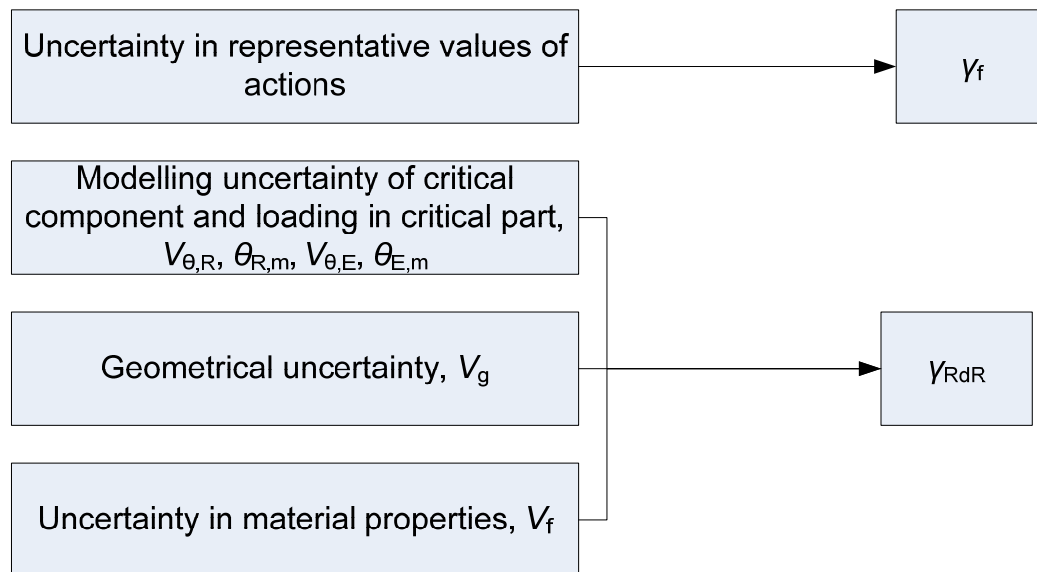 Uncertainty in representative values of
actions
γf
Modelling uncertainty of critical
component and loading in critical part,
Vθ,R, θR,m, Vθ,E, θE,m
Geometrical uncertainty, Vg
γRdR
Uncertainty in material properties, Vf